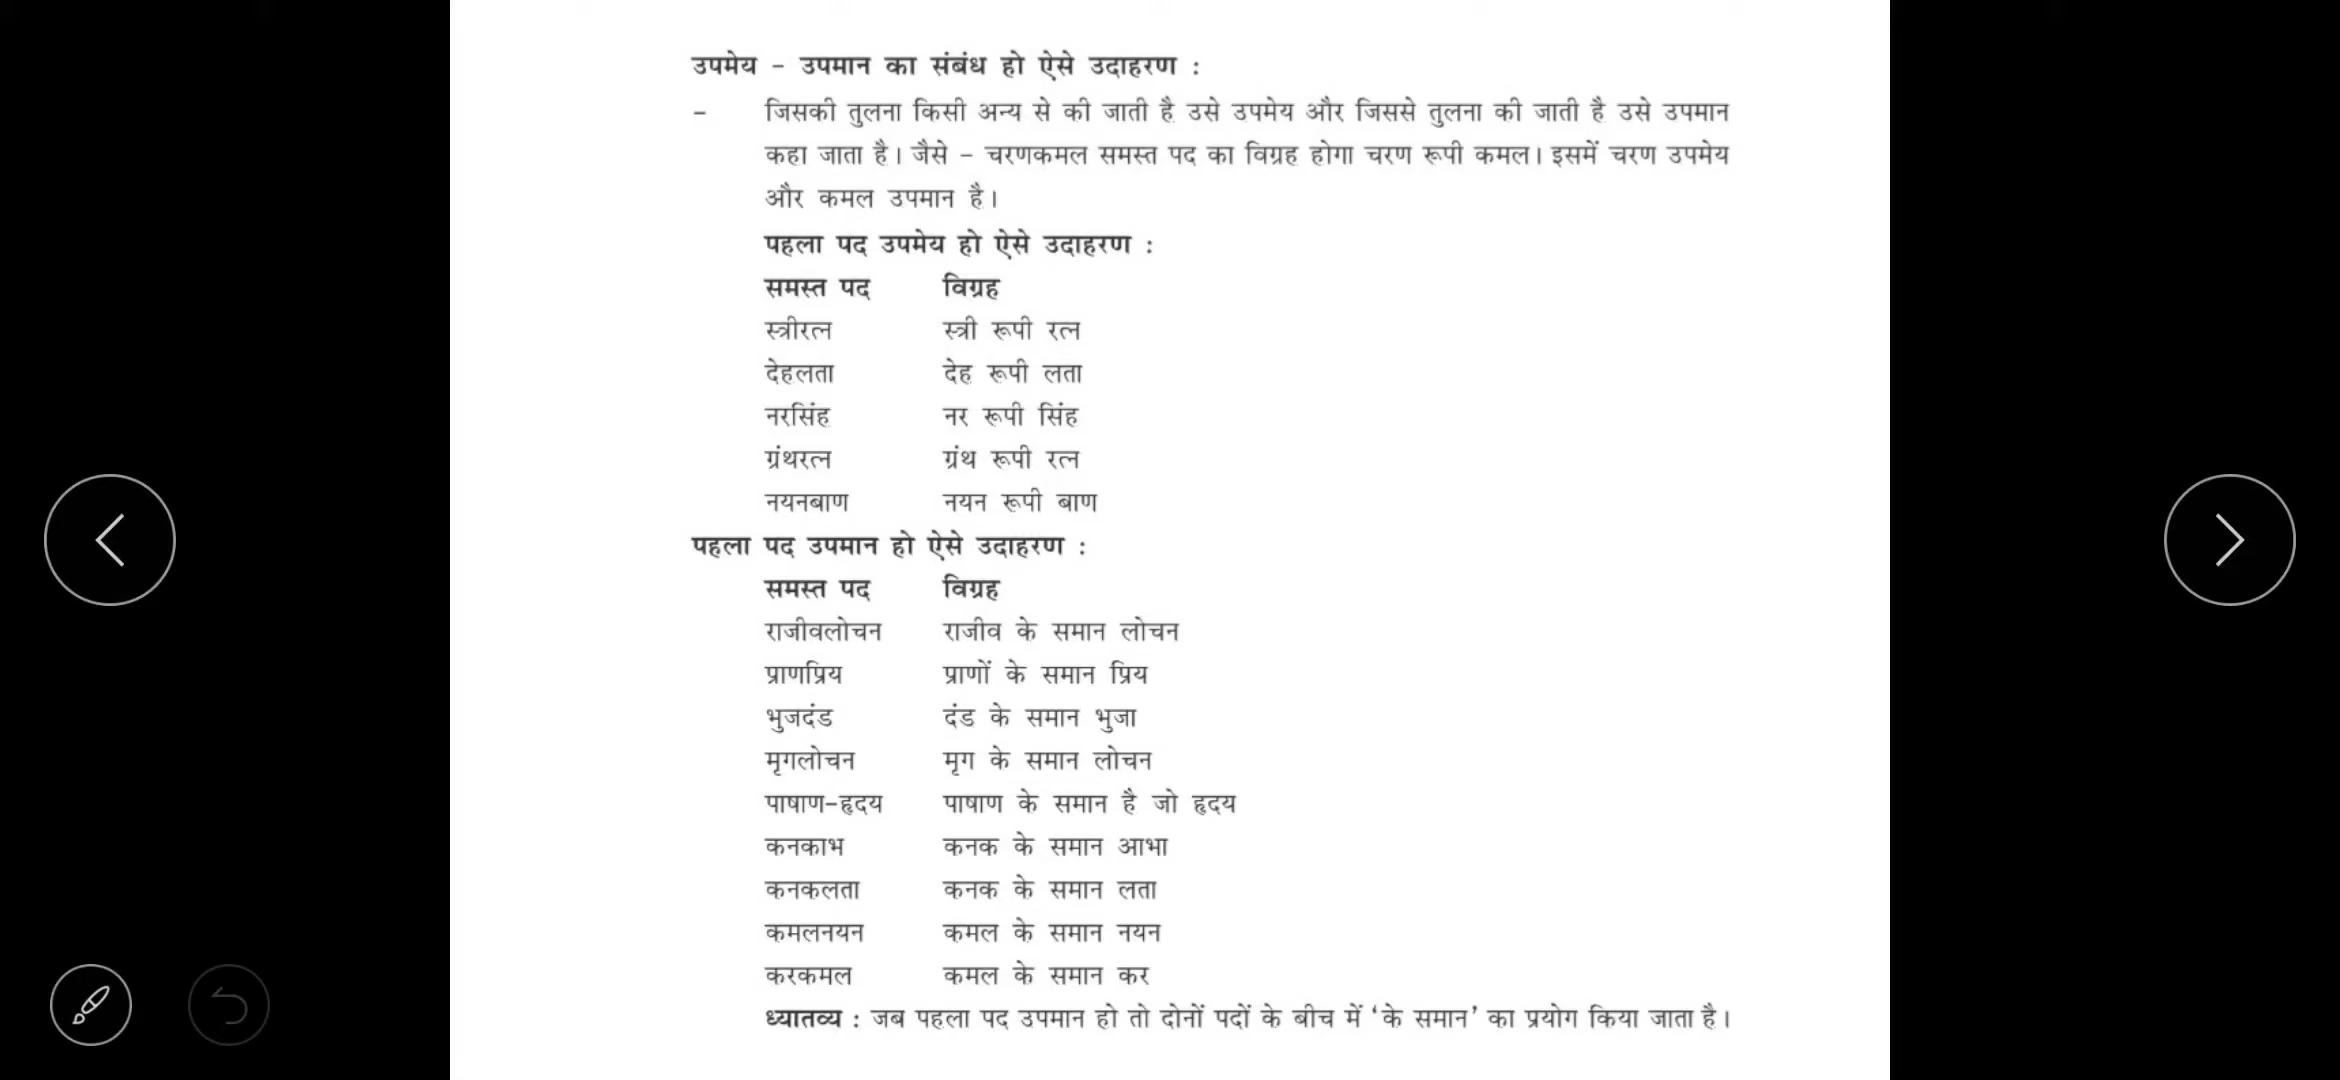 उपमेय - उपमान का संबंध हो ऐसे उदाहरण :
- जिसकी तुलना किसी अन्य से की जाती है उसे उपमेय और जिससे तुलना की जाती है उसे उपमान
कहा जाता है। जैसे - चरणकमल समस्त पद का विग्रह होगा चरण रूपी कमल। इसमें चरण उपमेय
और कमल उपमान है।
पहला पद उपमेय हो ऐसे उदाहरण :
समस्त पद विग्रह
स्त्रीरत्न स्त्री रूपी रत्न
देहलता देह रूपी लता
नरसिंह नर रूपी सिंह
ग्रंथरत्न ग्रंथ रूपी रत्न
नयनबाण नयन रूपी बाण
पहला पद उपमान हो ऐसे उदाहरण :
समस्त पद विग्रह
राजीवलोचन राजीव के समान लोचन
प्राणप्रिय प्राणों के समान प्रिय
भुजदंड दंड के समान भुजा
मृगलोचन मृग के समान लोचन
पाषाण-हृदय पाषाण के समान है जो हृदय
कनकाभ कनक के समान आभा
कनकलता कनक के समान लता
कमलनयन कमल के समान नयन
करकमल कमल के समान कर
ध्यातव्य : जब पहला पद उपमान हो तो दोनों पदों के बीच में ‘के समान’ का प्रयोग किया जाता है।